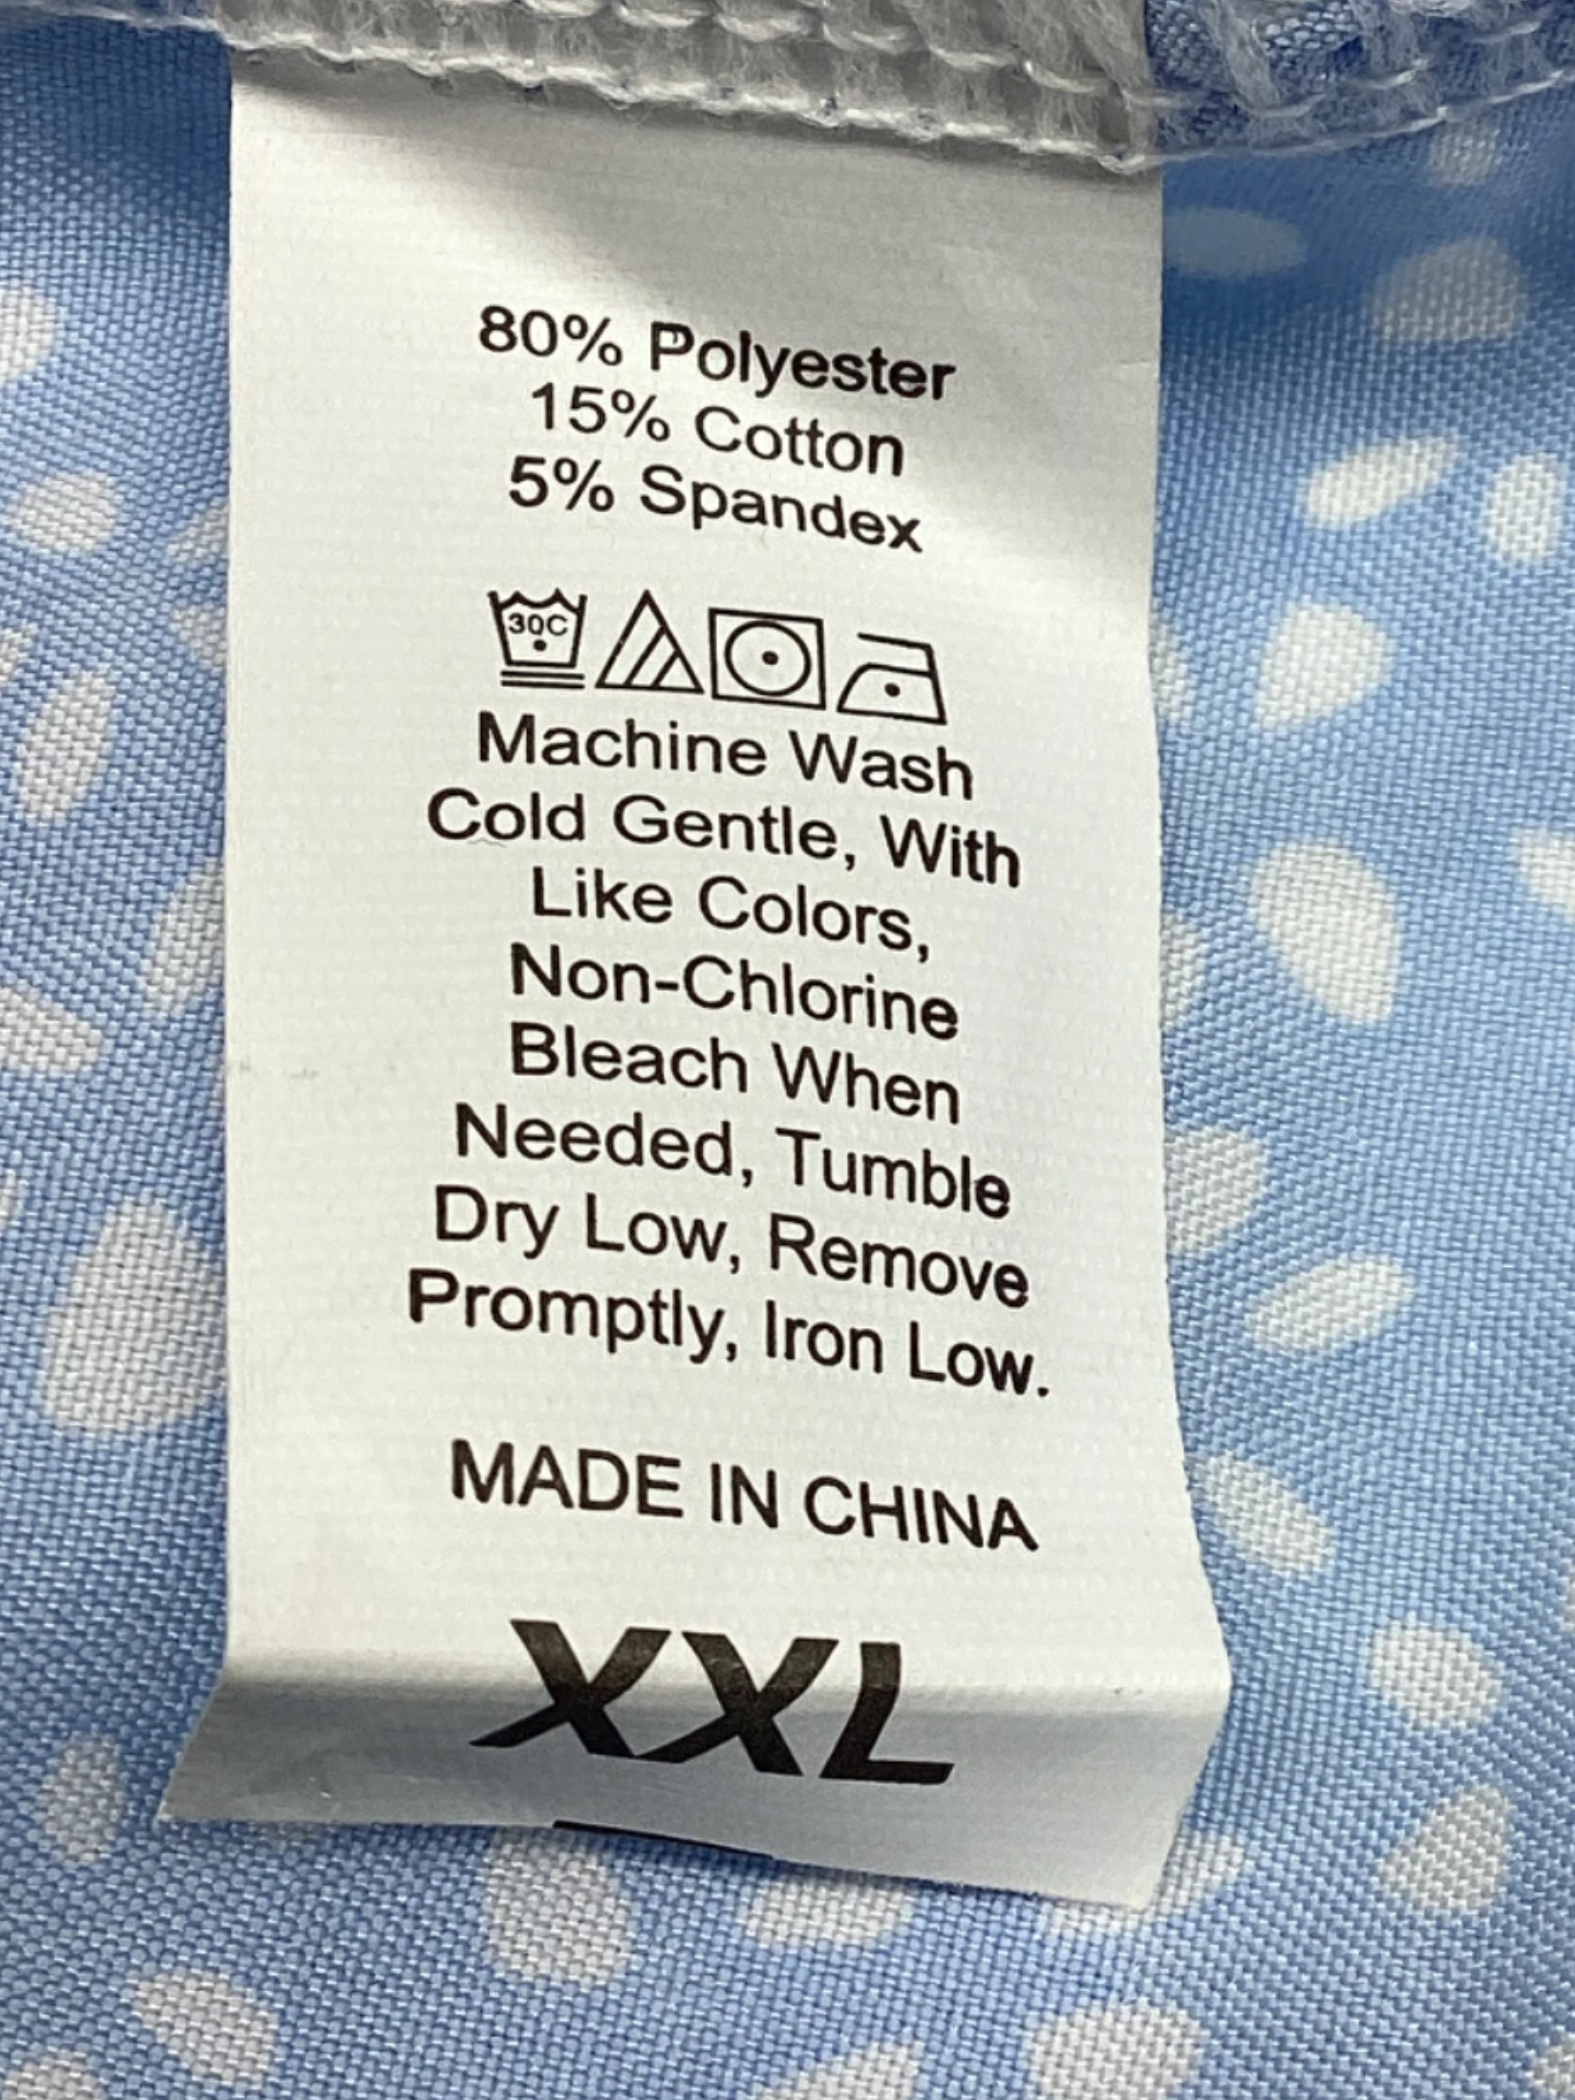 80% Polyester
15% Cotton
5% Spandex
30C
Machine Wash
Cold Gentle, With
Like Colors,
Non-Chlorine
Bleach When
Needed, Tumble
Dry Low, Remove
Promptly, Iron Low.
MADE IN CHINA
XXL